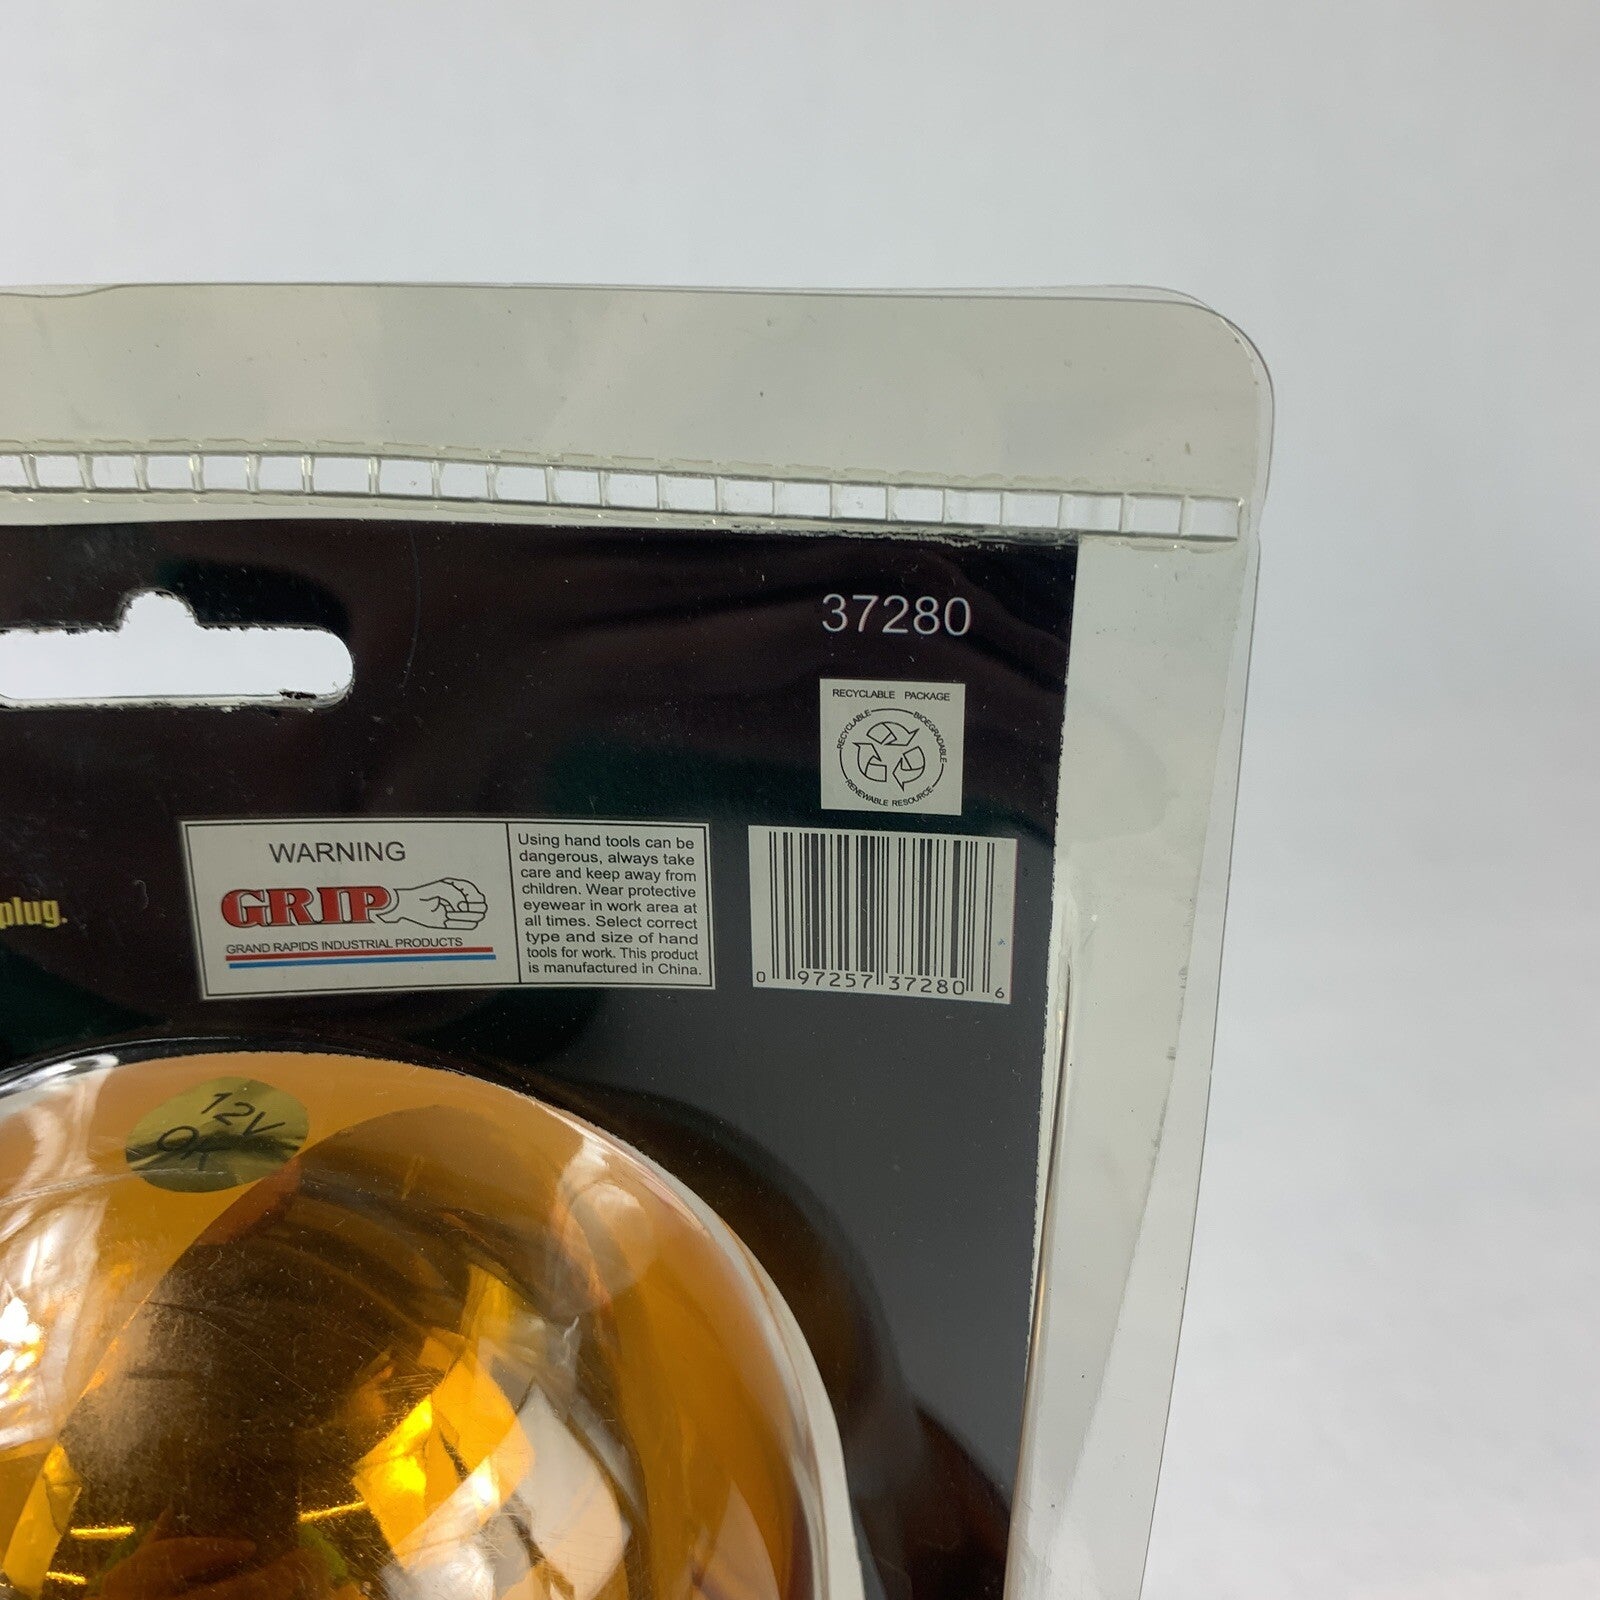 37280
RECYCLABLE PACKAGE
RECYCLABLE
BIOEGRADABLE
RENEWABLE RESOURCE
plug.
WARNING
GRIP
GRAND RAPIDS INDUSTRIAL PRODUCTS
Using hand tools can be
dangerous, always take
care and keep away from
children. Wear protective
eyewear in work area at
all times. Select correct
type and size of hand
tools for work. This product
is manufactured in China.
0 97257 37280 6
12V
OK